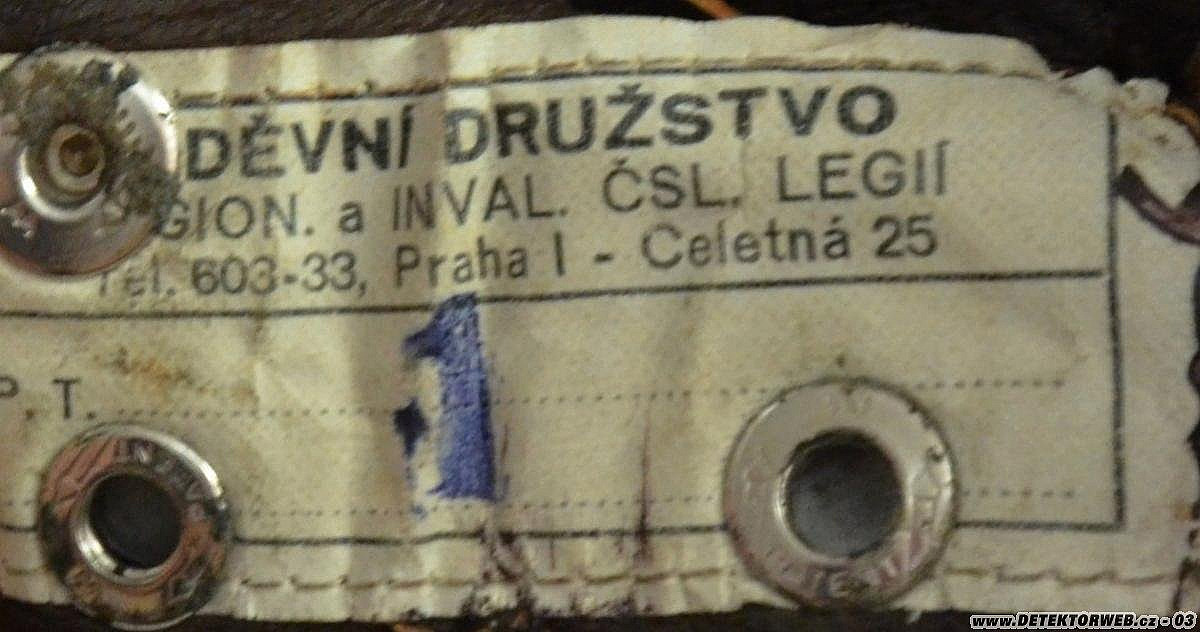 DĚVNÍ DRUŽSTVO
GION. a INVAL. ČSL. LEGIÍ
Tel. 603-33, Praha I - Celetná 25
P. T.
1
www.DETEKTORWEB.cz - 03